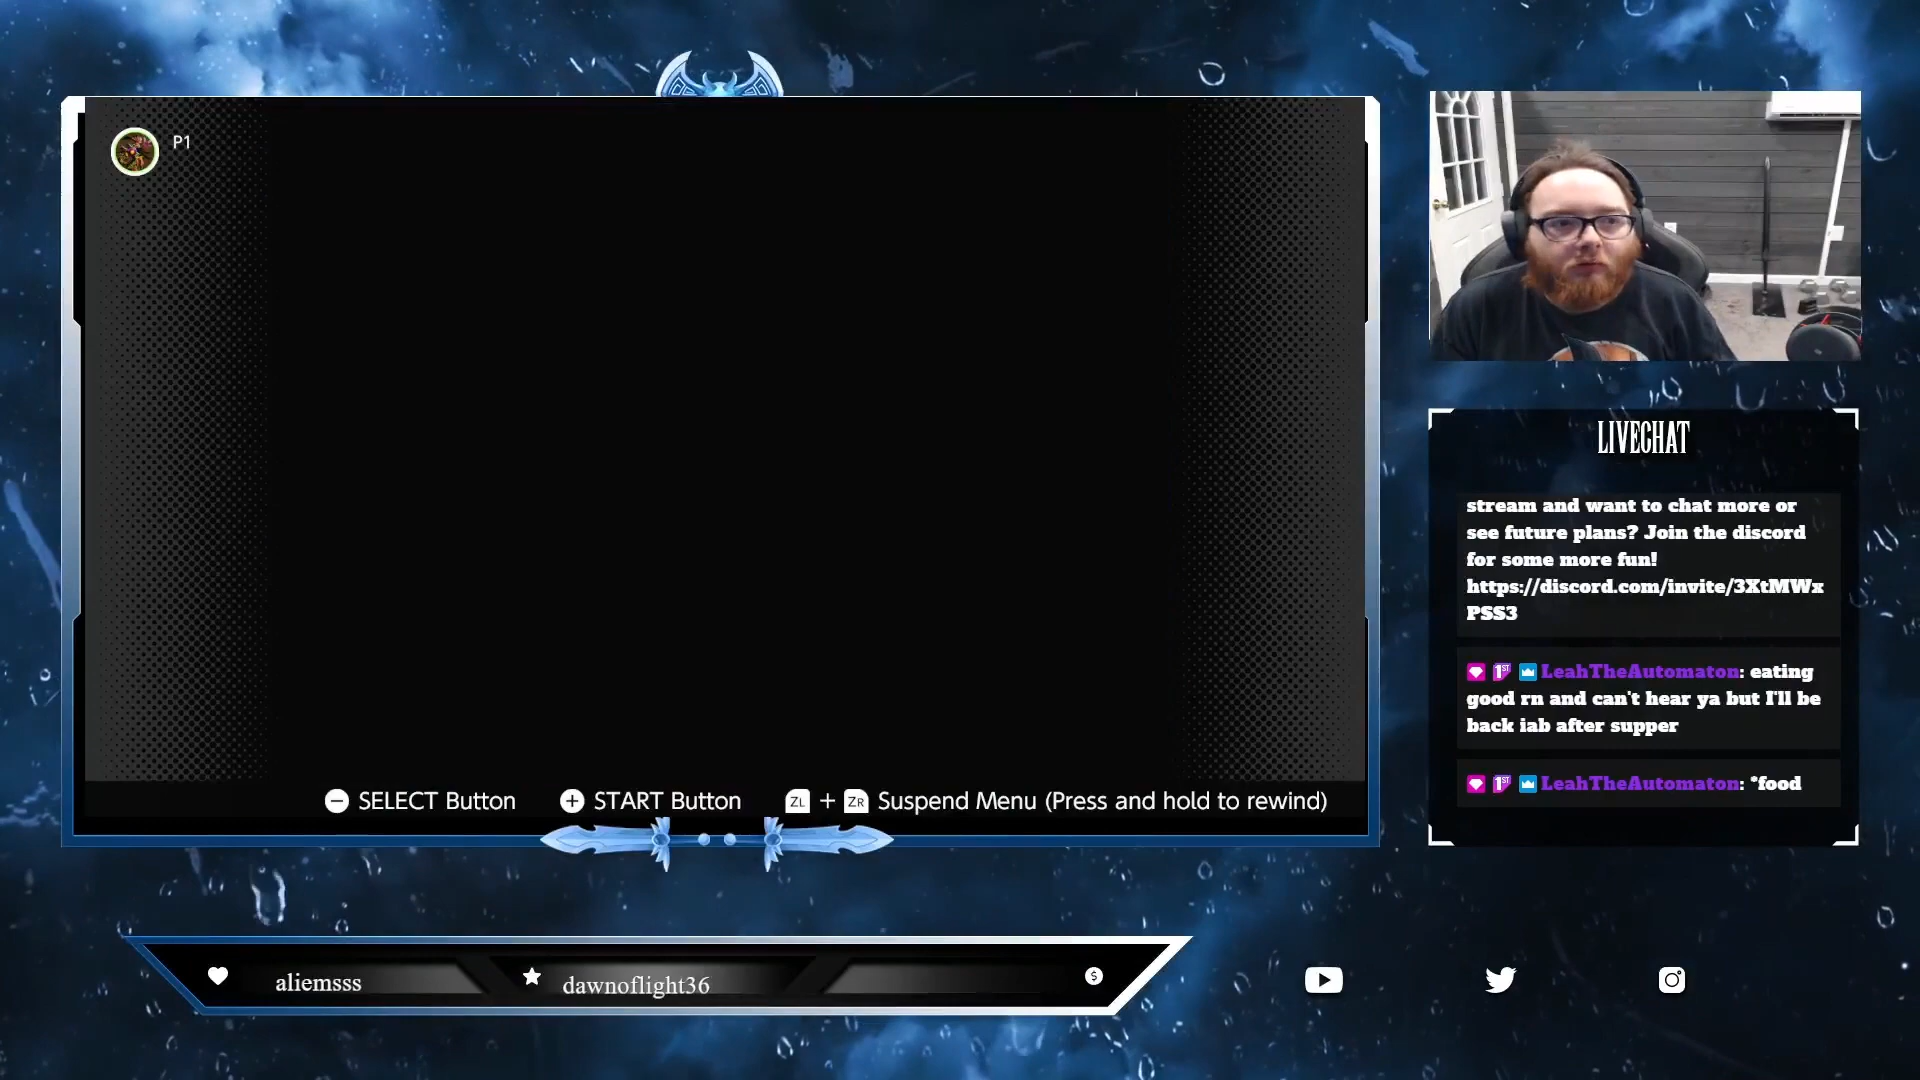 P1
SELECT Button
START Button
ZL + ZR Suspend Menu (Press and hold to rewind)
LIVECHAT
stream and want to chat more or
see future plans? Join the discord
for some more fun!
https://discord.com/invite/3XtMWx
PSS3
1ST LeahTheAutomaton: eating
good rn and can't hear ya but I'll be
back iab after supper
1ST LeahTheAutomaton: *food
aliemsss
dawnoflight36